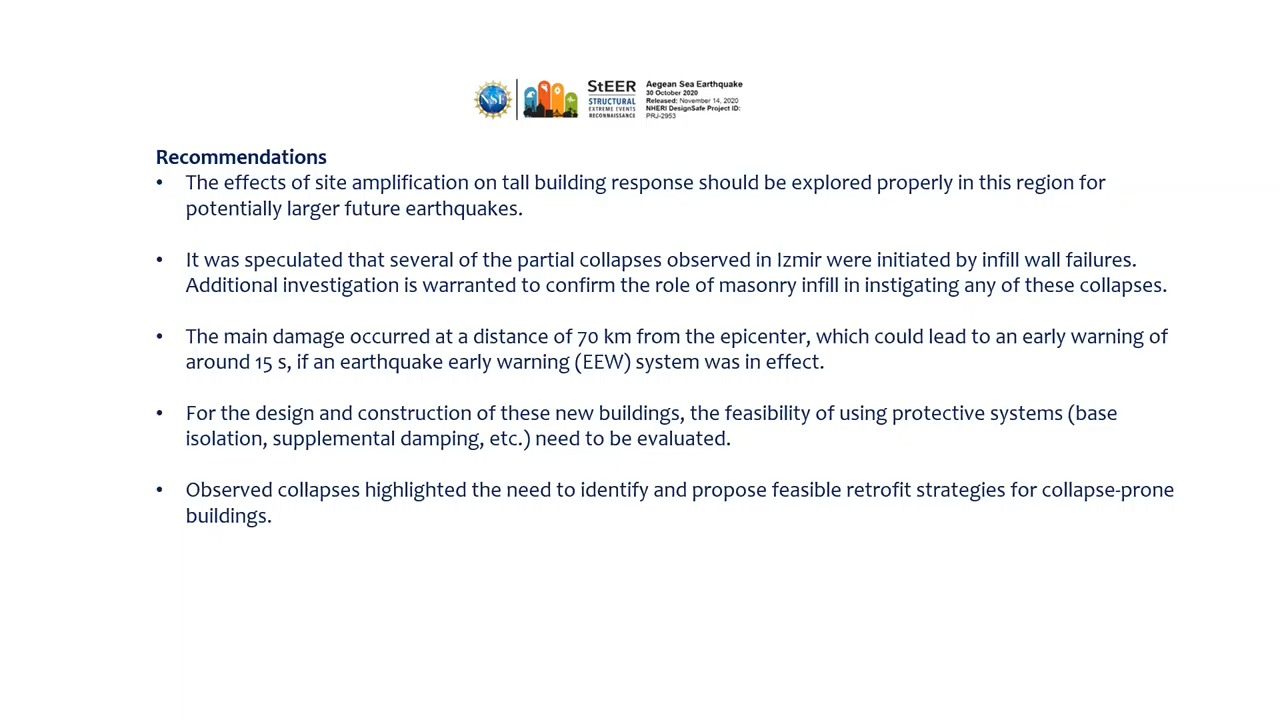 NSF
StEER
STRUCTURAL
EXTREME EVENTS
RECONNAISSANCE
Aegean Sea Earthquake
30 October 2020
Released: November 14, 2020
NHERI DesignSafe Project ID:
PRJ-2953
Recommendations
• The effects of site amplification on tall building response should be explored properly in this region for
potentially larger future earthquakes.
• It was speculated that several of the partial collapses observed in Izmir were initiated by infill wall failures.
Additional investigation is warranted to confirm the role of masonry infill in instigating any of these collapses.
• The main damage occurred at a distance of 70 km from the epicenter, which could lead to an early warning of
around 15 s, if an earthquake early warning (EEW) system was in effect.
• For the design and construction of these new buildings, the feasibility of using protective systems (base
isolation, supplemental damping, etc.) need to be evaluated.
• Observed collapses highlighted the need to identify and propose feasible retrofit strategies for collapse-prone
buildings.